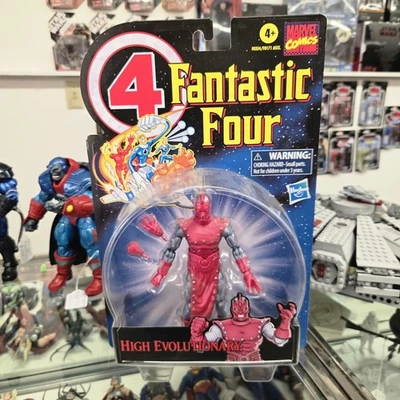 4+
MARVEL
COMICS
4
Fantastic
Four
WARNING:
CHOKING HAZARD-Small parts.
Not for children under 3 years.
Hasbro
HIGH EVOLUTIONARY